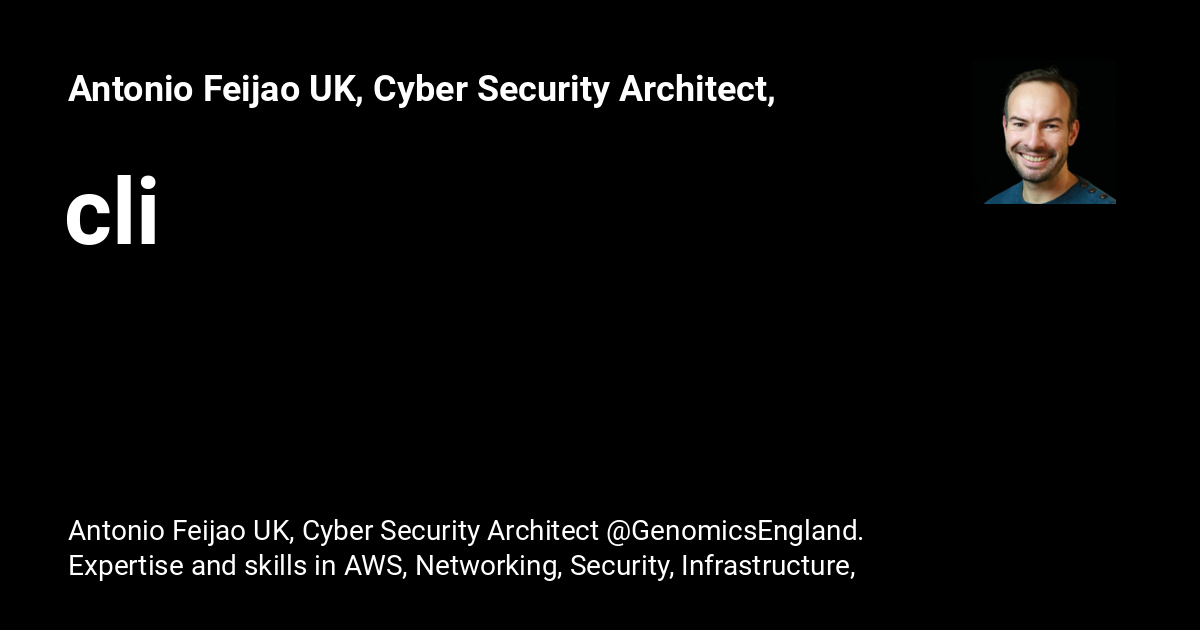 Antonio Feijao UK, Cyber Security Architect,
cli
Antonio Feijao UK, Cyber Security Architect @GenomicsEngland.
Expertise and skills in AWS, Networking, Security, Infrastructure,